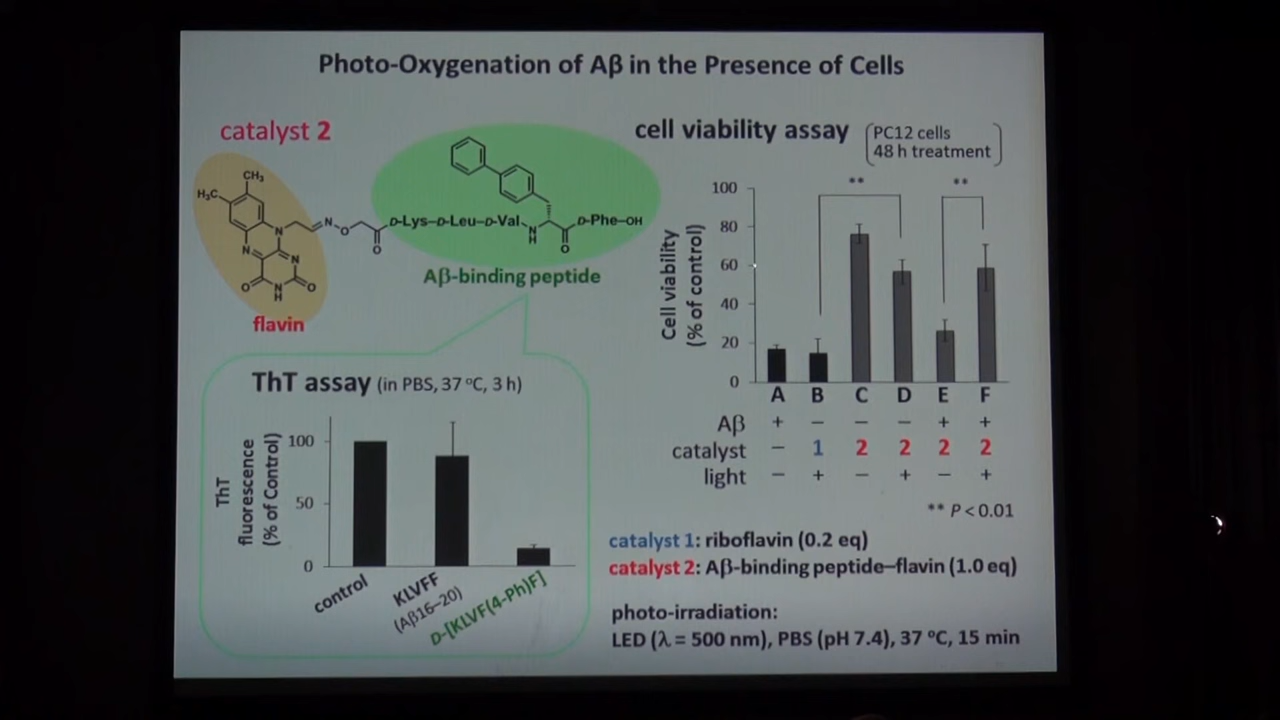 Photo-Oxygenation of Aβ in the Presence of Cells
catalyst 2
CH₃
H₃C
N
N
N
N
O
NH
O
N
O
O
D-Lys–D-Leu–D-Val
N
H
O
D-Phe–OH
flavin
Aβ-binding peptide
ThT assay (in PBS, 37 ºC, 3 h)
ThT
fluorescence
(% of Control)
100
50
0
control
KLVFF
(Aβ16–20)
D-[KLVF(4-Ph)F]
cell viability assay
PC12 cells
48 h treatment
Cell viability
(% of control)
100
80
60
40
20
0
**
**
A B C D E F
Aβ + – – – + +
catalyst – 1 2 2 2 2
light – + – + – +
** P < 0.01
catalyst 1: riboflavin (0.2 eq)
catalyst 2: Aβ-binding peptide–flavin (1.0 eq)
photo-irradiation:
LED (λ = 500 nm), PBS (pH 7.4), 37 ºC, 15 min